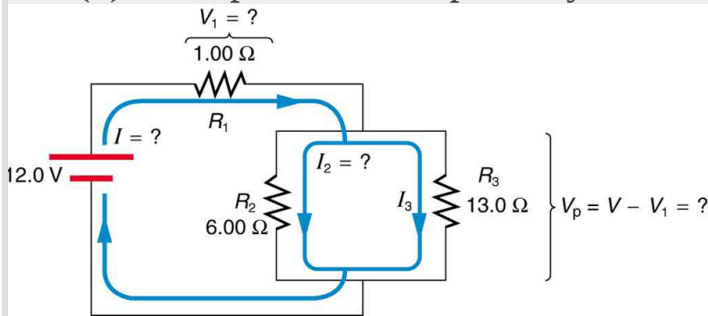 V₁ = ?
1.00 Ω
R₁
I = ?
12.0 V
I₂ = ?
R₂
6.00 Ω
I₃
R₃
13.0 Ω
Vₚ = V – V₁ = ?